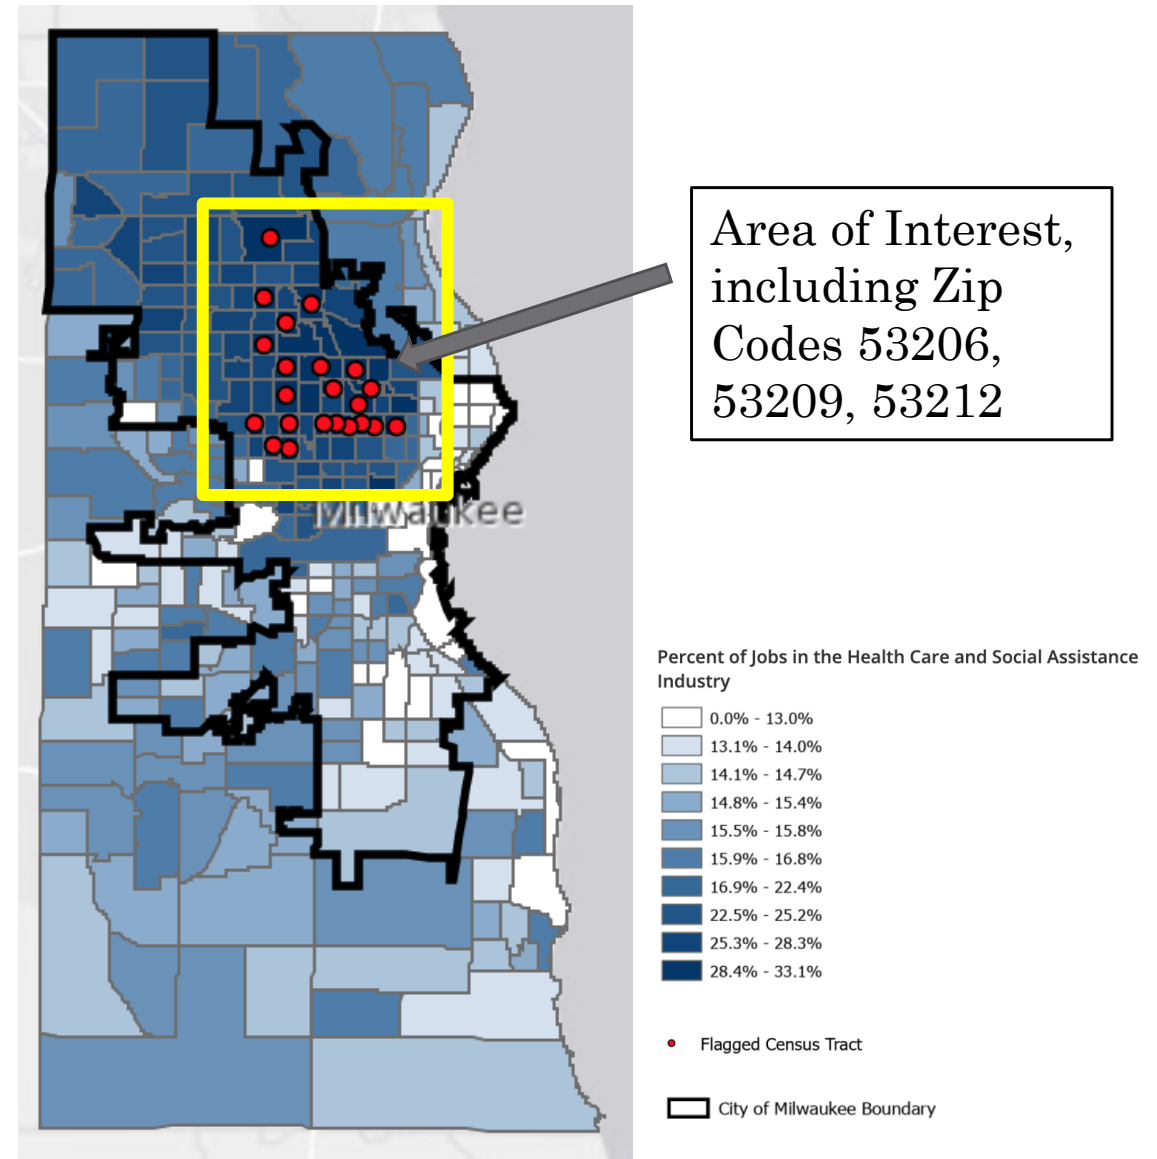 Area of Interest,
including Zip
Codes 53206,
53209, 53212
Milwaukee
Percent of Jobs in the Health Care and Social Assistance
Industry
0.0% - 13.0%
13.1% - 14.0%
14.1% - 14.7%
14.8% - 15.4%
15.5% - 15.8%
15.9% - 16.8%
16.9% - 22.4%
22.5% - 25.2%
25.3% - 28.3%
28.4% - 33.1%
Flagged Census Tract
City of Milwaukee Boundary